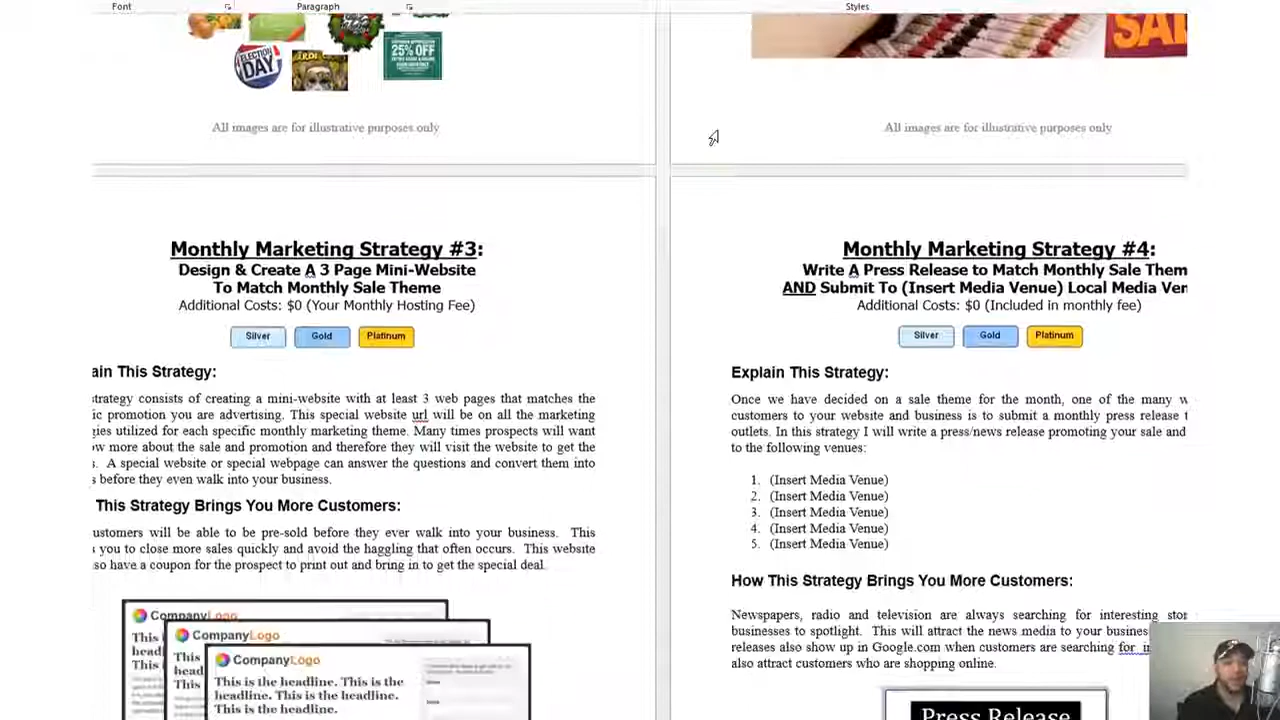 Font
Paragraph
Styles
ELECTION
DAY
25% OFF
SAL
All images are for illustrative purposes only
All images are for illustrative purposes only
Monthly Marketing Strategy #3:
Design & Create A 3 Page Mini-Website
To Match Monthly Sale Theme
Additional Costs: $0 (Your Monthly Hosting Fee)
Silver
Gold
Platinum
ain This Strategy:
strategy consists of creating a mini-website with at least 3 web pages that matches the
ic promotion you are advertising. This special website url will be on all the marketing
ies utilized for each specific monthly marketing theme. Many times prospects will want
w more about the sale and promotion and therefore they will visit the website to get the
s. A special website or special webpage can answer the questions and convert them into
s before they even walk into your business.
This Strategy Brings You More Customers:
ustomers will be able to be pre-sold before they ever walk into your business. This
s you to close more sales quickly and avoid the haggling that often occurs. This website
so have a coupon for the prospect to print out and bring in to get the special deal.
CompanyLogo
This i
headl
This i
CompanyLogo
This
head
This
CompanyLogo
This is the headline. This is the
headline. This is the headline.
This is the headline.
Monthly Marketing Strategy #4:
Write A Press Release to Match Monthly Sale Them
AND Submit To (Insert Media Venue) Local Media Ven
Additional Costs: $0 (Included in monthly fee)
Silver
Gold
Platinum
Explain This Strategy:
Once we have decided on a sale theme for the month, one of the many w
customers to your website and business is to submit a monthly press release t
outlets. In this strategy I will write a press/news release promoting your sale and
to the following venues:
1. (Insert Media Venue)
2. (Insert Media Venue)
3. (Insert Media Venue)
4. (Insert Media Venue)
5. (Insert Media Venue)
How This Strategy Brings You More Customers:
Newspapers, radio and television are always searching for interesting stor
businesses to spotlight. This will attract the news media to your busines
releases also show up in Google.com when customers are searching for in
also attract customers who are shopping online.
Press Release